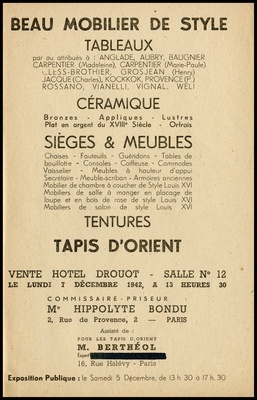 BEAU MOBILIER DE STYLE
TABLEAUX
par ou attribués à : ANGLADE, AUBRY, BAUGNIER
CARPENTIER (Madeleine), CARPENTIER (Marie-Paule)
LESS-BROTHIER, GROSJEAN (Henry)
JACQUE (Charles), KOCKKOK, PROVENCE (P.)
ROSSANO, VIANELLI, VIGNAL, WÉLI
CÉRAMIQUE
Bronzes - Appliques - Lustres
Plat en argent du XVIIIe Siècle - Orfrois
SIÈGES & MEUBLES
Chaises - Fauteuils - Guéridons - Tables de
bouillotte - Consoles - Coiffeuse - Commodes
Vaisselier - Meubles à hauteur d'appui
Secrétaire - Meuble-scriban - Armoires anciennes
Mobilier de chambre à coucher de Style Louis XVI
Mobiliers de salle à manger en placage de
loupe et en bois de rose de style Louis XVI
Mobiliers de salon de style Louis XVI
TENTURES
TAPIS D'ORIENT
VENTE HOTEL DROUOT - SALLE No 12
LE LUNDI 7 DÉCEMBRE 1942, A 13 HEURES 30
COMMISSAIRE-PRISEUR :
Me HIPPOLYTE BONDU
2, Rue de Provence, 2 — PARIS
Assisté de :
POUR LES TAPIS D'ORIENT
M. BERTHÉOL
Expert
18, Rue Halévy - Paris
Exposition Publique : le Samedi 5 Décembre, de 13 h 30 à 17 h 30